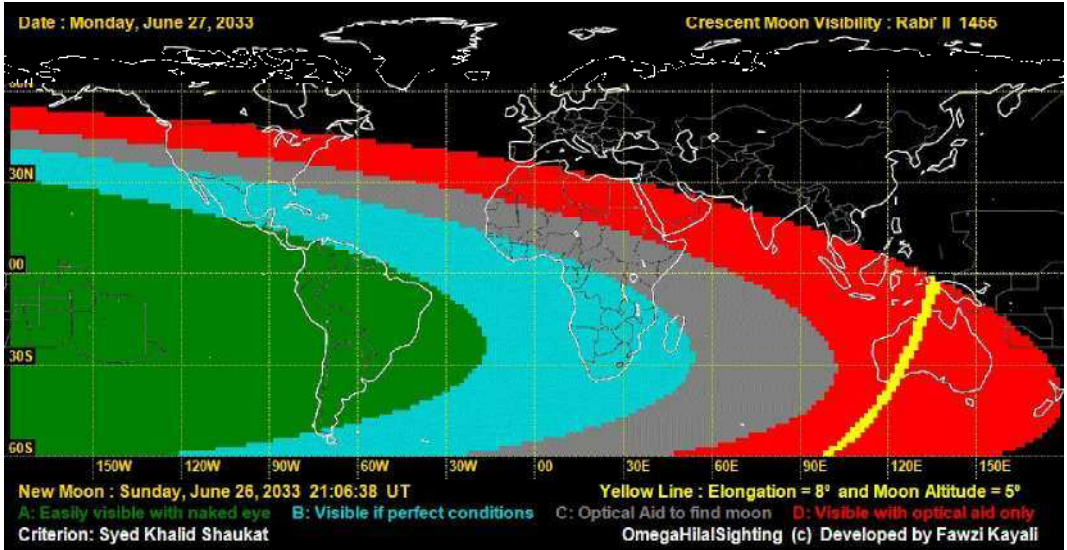 Date : Monday, June 27, 2033
Crescent Moon Visibility : Rabi' II 1455
60N
30N
00
30S
60S
150W 120W 90W 60W 30W 00 30E 60E 90E 120E 150E
New Moon : Sunday, June 26, 2033 21:06:38 UT
Yellow Line : Elongation = 8º and Moon Altitude = 5º
A: Easily visible with naked eye B: Visible if perfect conditions C: Optical Aid to find moon D: Visible with optical aid only
Criterion: Syed Khalid Shaukat
OmegaHilalSighting (c) Developed by Fawzi Kayali